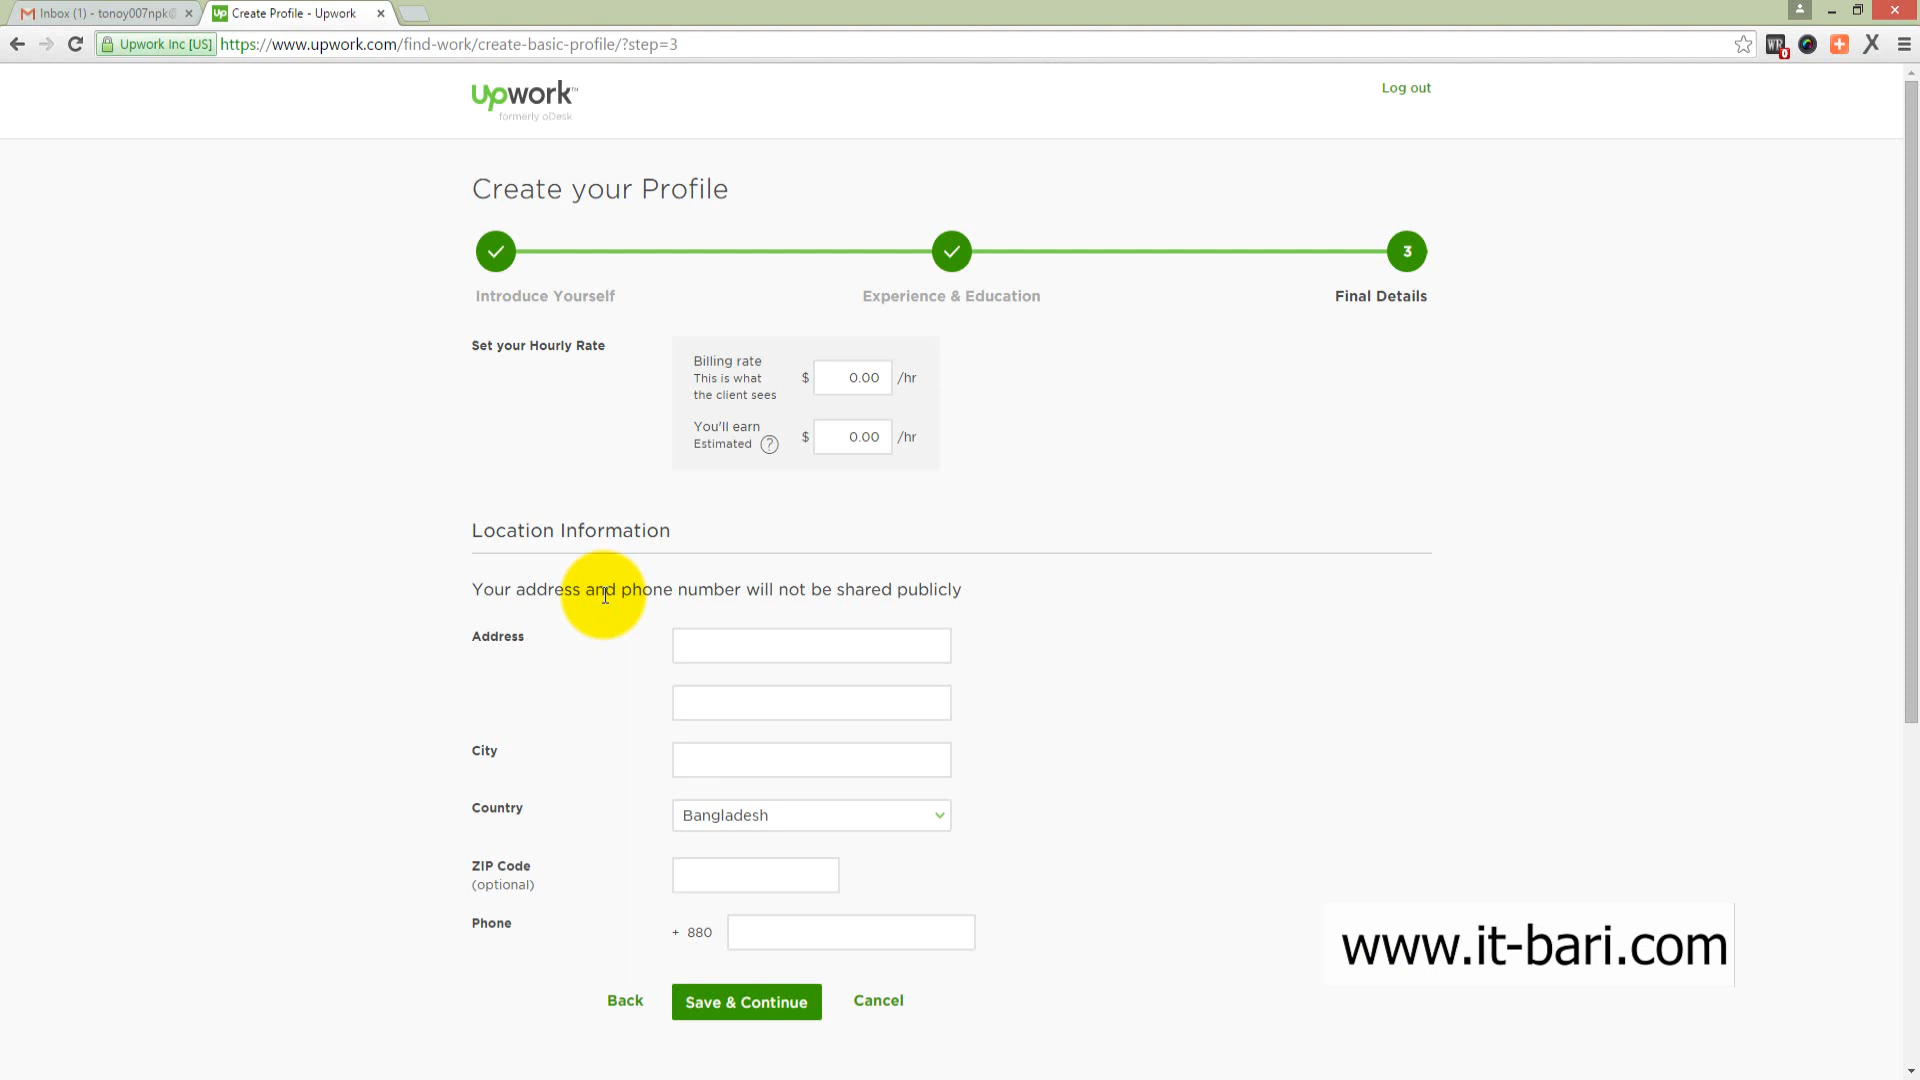 Inbox (1) - tonoy007npk@
Create Profile - Upwork
Upwork Inc [US] https://www.upwork.com/find-work/create-basic-profile/?step=3
WR 0
Upwork™
formerly oDesk
Log out
Create your Profile
3
Introduce Yourself
Experience & Education
Final Details
Set your Hourly Rate
Billing rate
This is what
the client sees
$ 0.00 /hr
You'll earn
Estimated ?
$ 0.00 /hr
Location Information
Your address and phone number will not be shared publicly
Address
City
Country
Bangladesh
ZIP Code
(optional)
Phone
+ 880
Back
Save & Continue
Cancel
www.it-bari.com